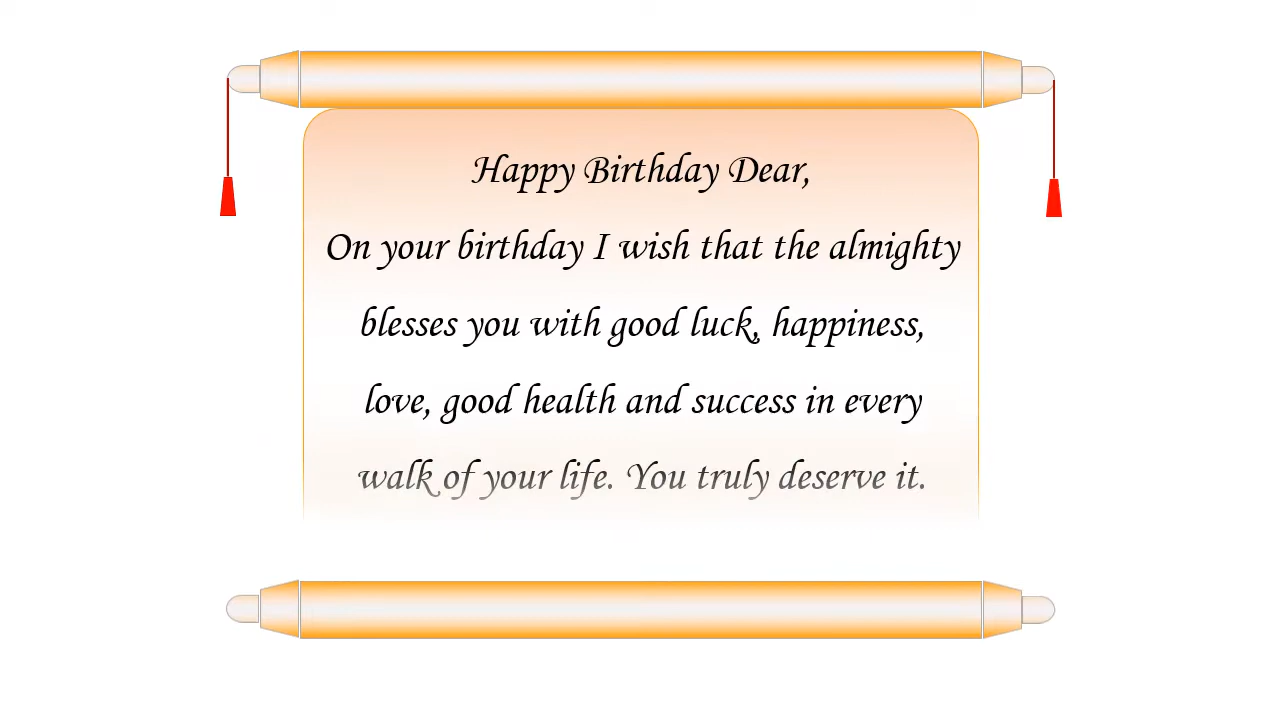 Happy Birthday Dear,
On your birthday I wish that the almighty
blesses you with good luck, happiness,
love, good health and success in every
walk of your life. You truly deserve it.